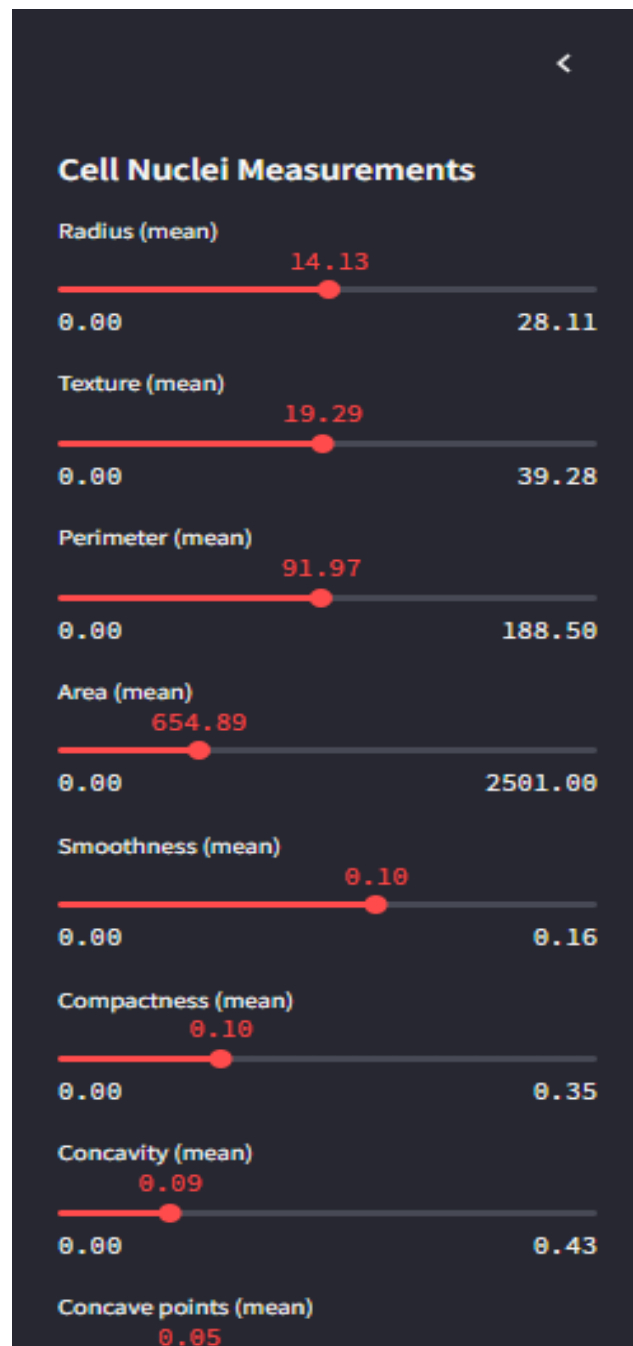 Cell Nuclei Measurements
Radius (mean)
14.13
0.00 28.11
Texture (mean)
19.29
0.00 39.28
Perimeter (mean)
91.97
0.00 188.50
Area (mean)
654.89
0.00 2501.00
Smoothness (mean)
0.10
0.00 0.16
Compactness (mean)
0.10
0.00 0.35
Concavity (mean)
0.09
0.00 0.43
Concave points (mean)
0.05